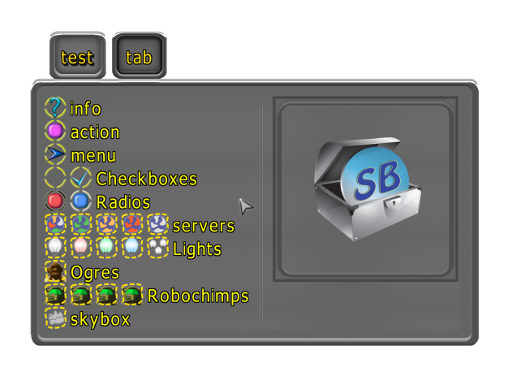 test tab
info
action
menu
Checkboxes
Radios
servers
Lights
Ogres
Robochimps
skybox
SB